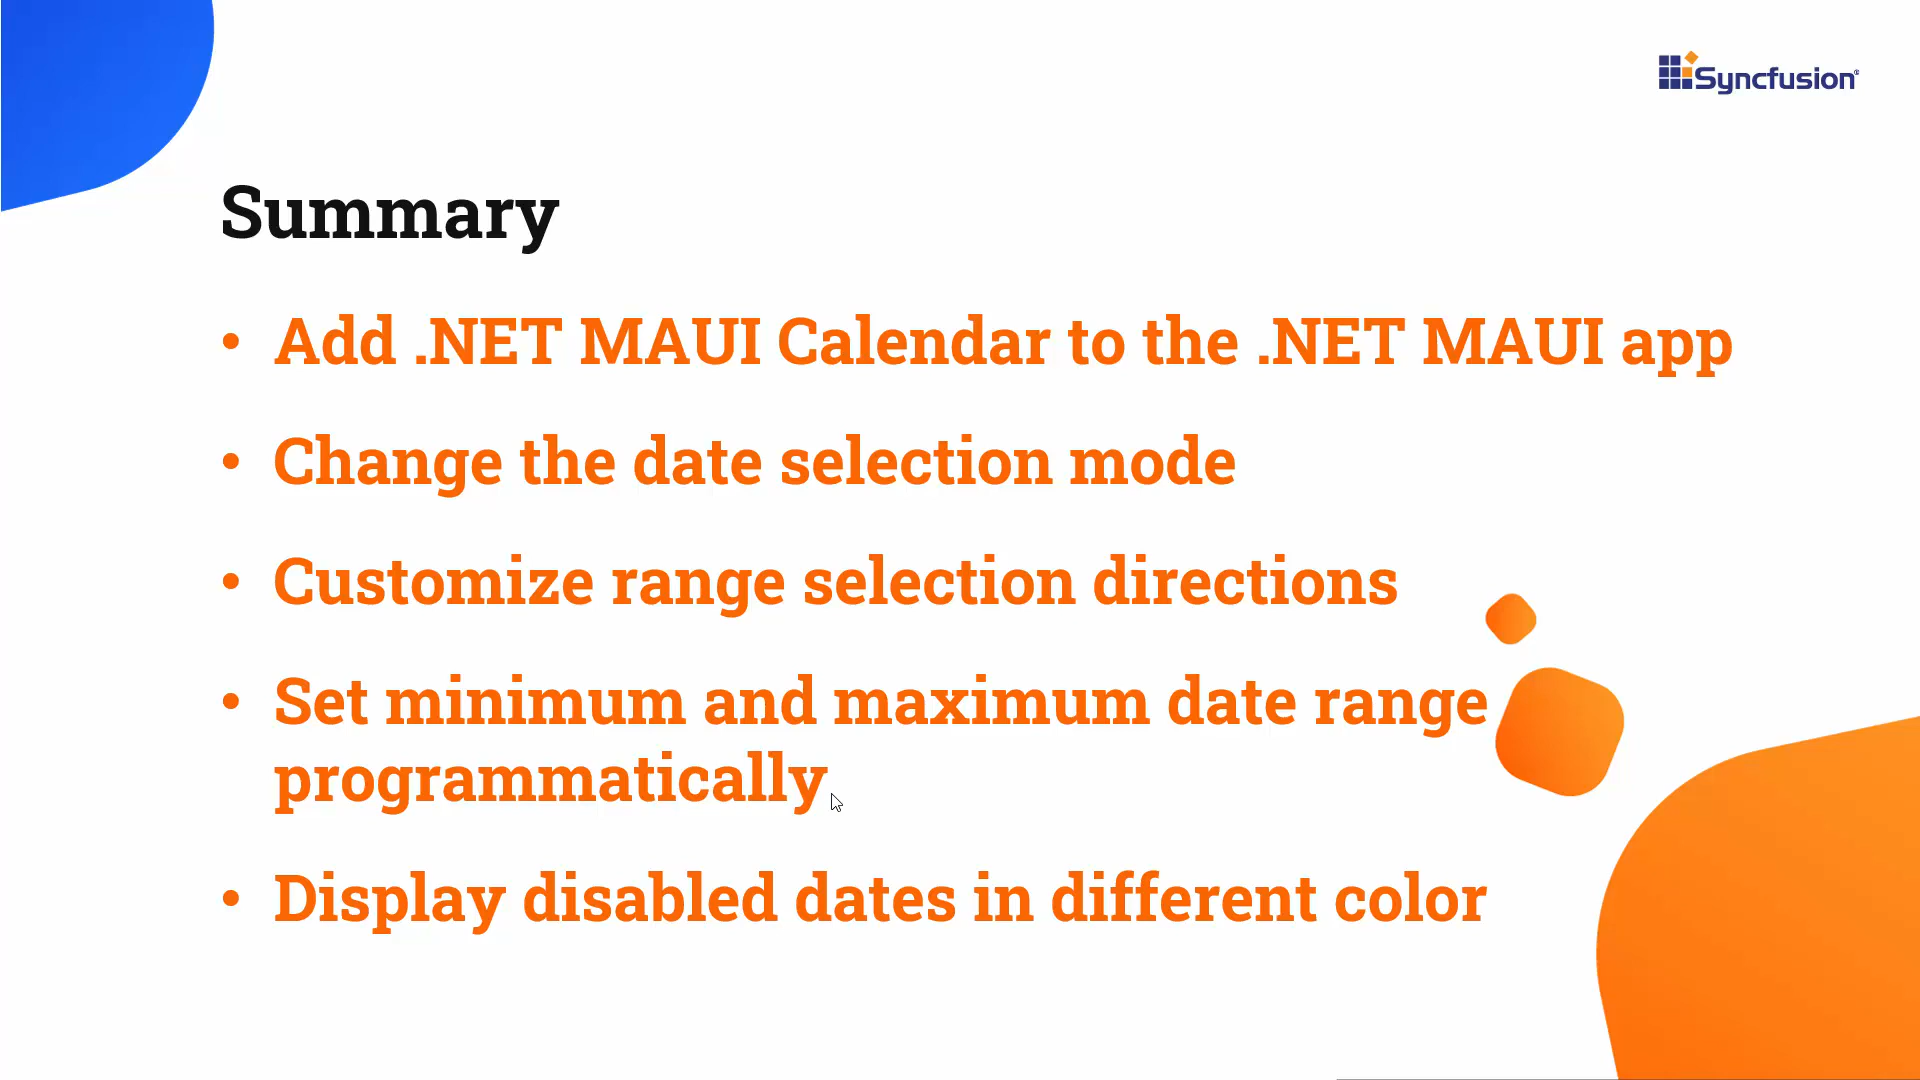 Syncfusion®
Summary
• Add .NET MAUI Calendar to the .NET MAUI app
• Change the date selection mode
• Customize range selection directions
• Set minimum and maximum date range
programmatically
• Display disabled dates in different color